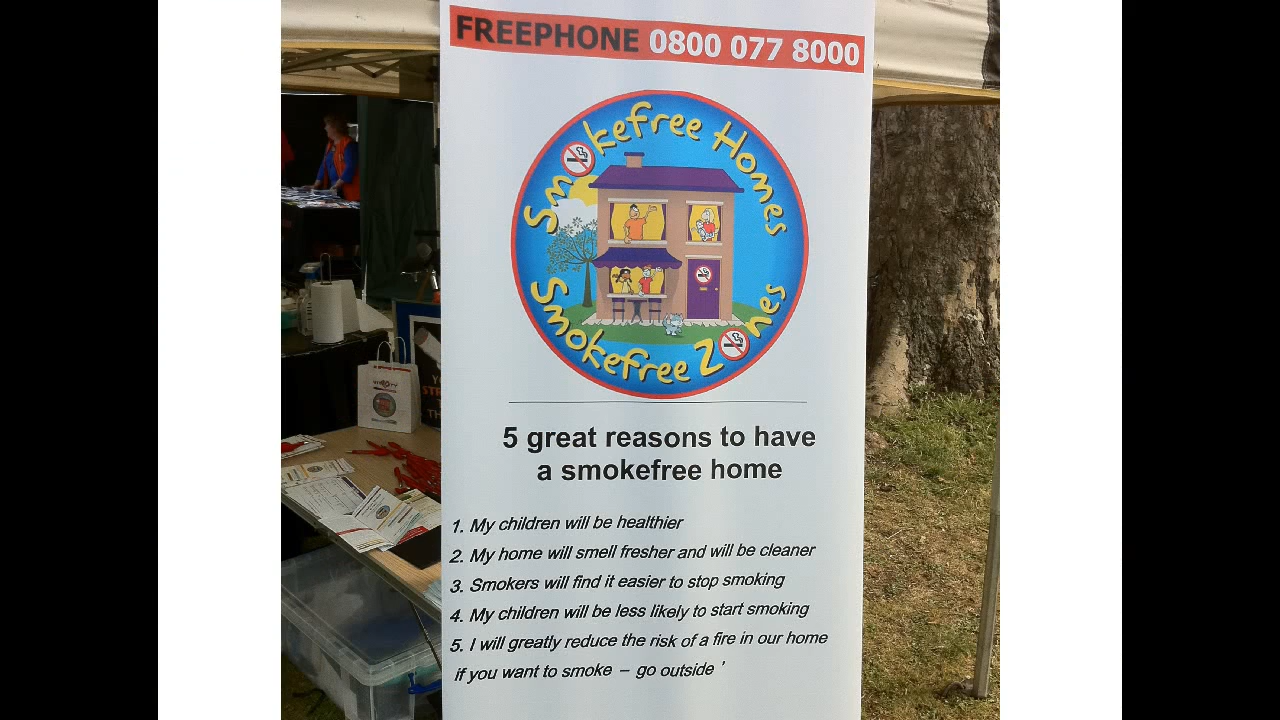 FREEPHONE 0800 077 8000
Smokefree Homes
Smokefree Zones
5 great reasons to have
a smokefree home
1. My children will be healthier
2. My home will smell fresher and will be cleaner
3. Smokers will find it easier to stop smoking
4. My children will be less likely to start smoking
5. I will greatly reduce the risk of a fire in our home
if you want to smoke – go outside '